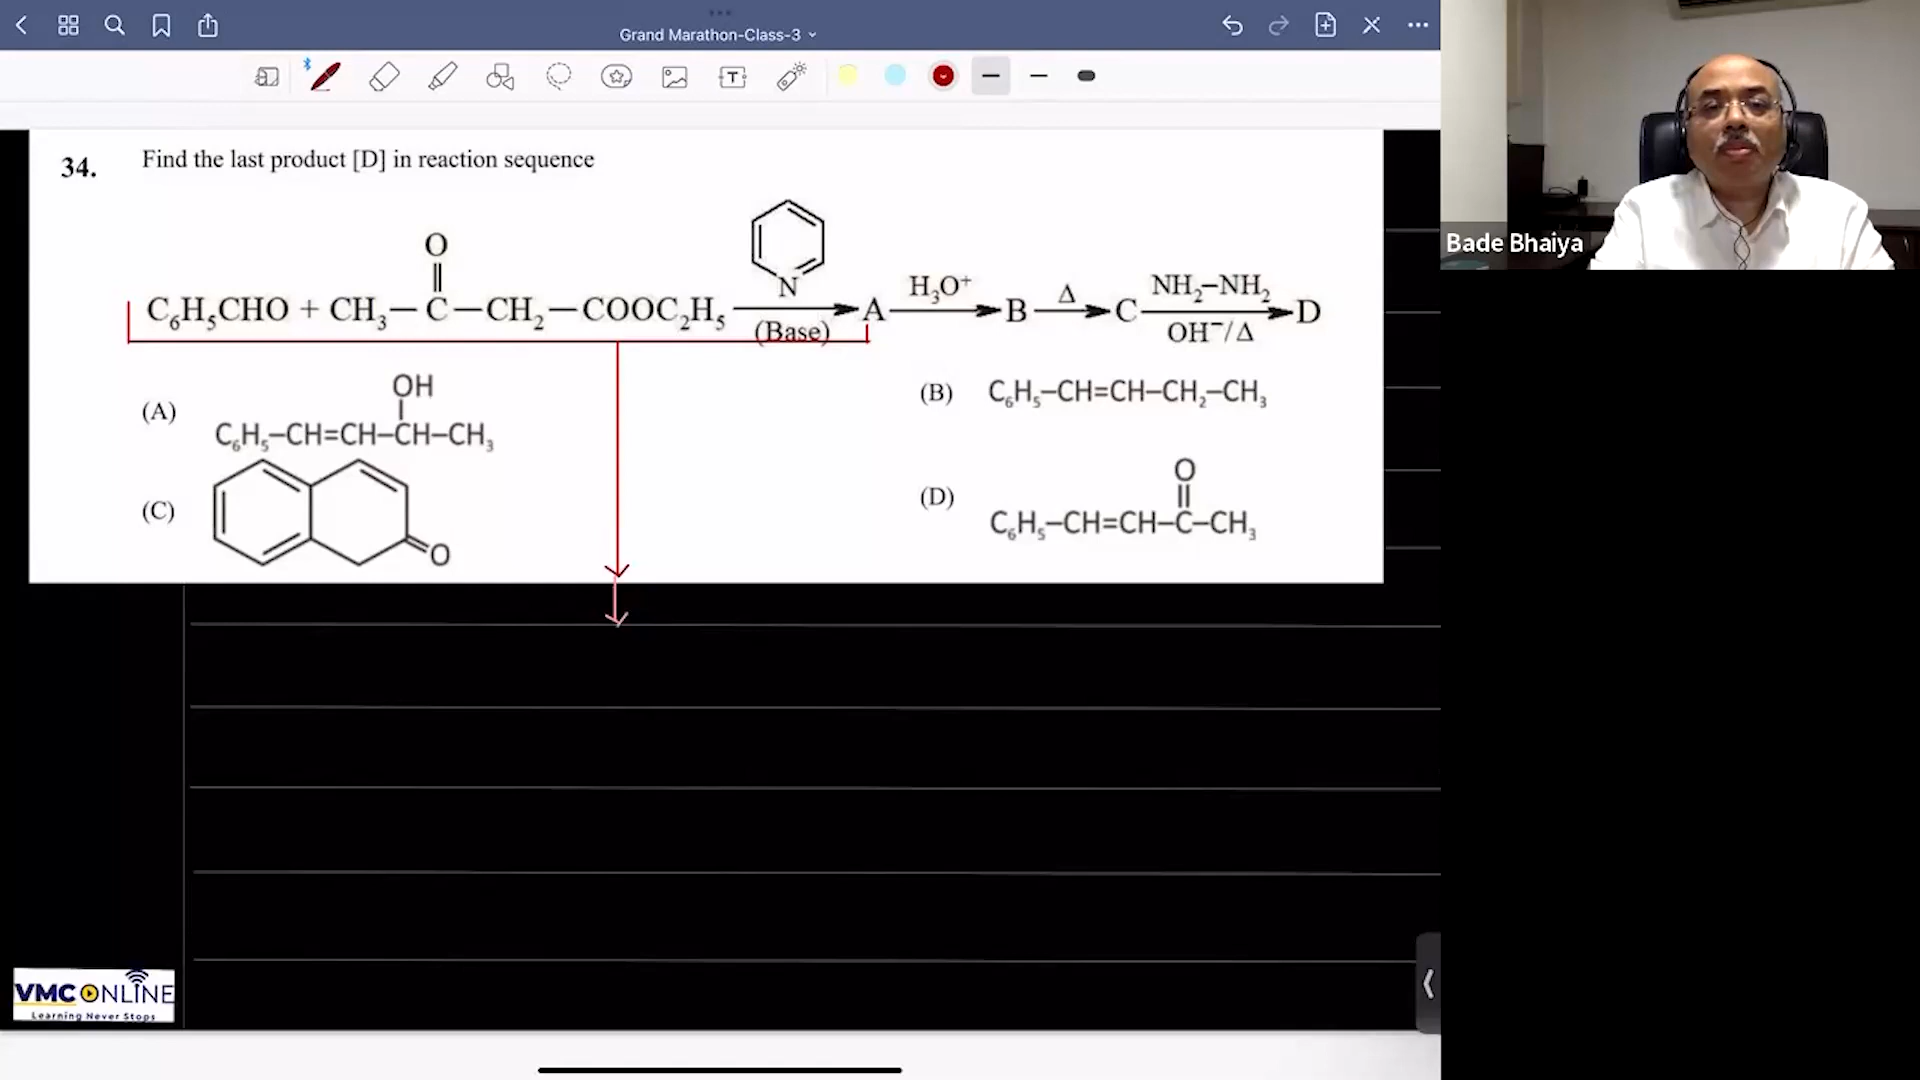 Grand Marathon-Class-3
T
Bade Bhaiya
34. Find the last product [D] in reaction sequence
C₆H₅CHO + CH₃–C(=O)–CH₂–COOC₂H₅ —N (Base)→ A —H₃O⁺→ B —Δ→ C —NH₂–NH₂ OH⁻/Δ→ D
(A) C₆H₅–CH=CH–CH(OH)–CH₃
(B) C₆H₅–CH=CH–CH₂–CH₃
(C) O
(D) C₆H₅–CH=CH–C(=O)–CH₃
VMC ONLINE
Learning Never Stops